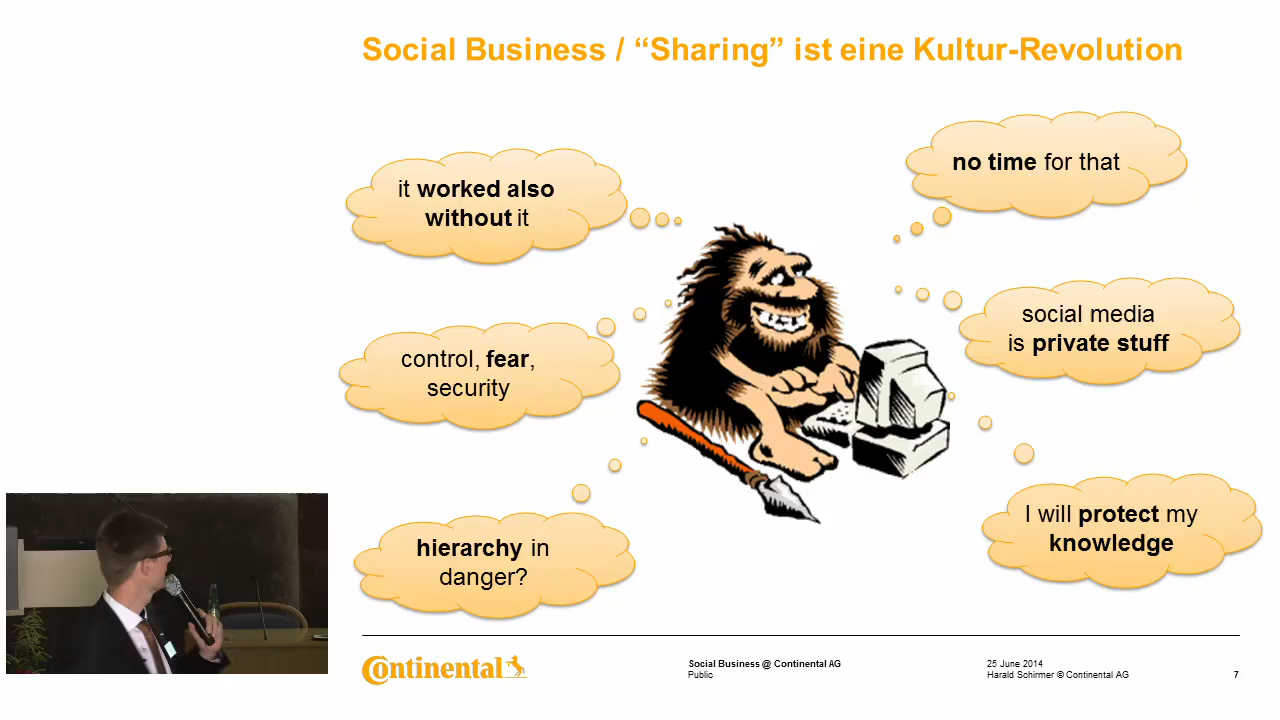 Social Business / “Sharing” ist eine Kultur-Revolution
it worked also
without it
no time for that
control, fear,
security
social media
is private stuff
hierarchy in
danger?
I will protect my
knowledge
Continental
Social Business @ Continental AG
Public
25 June 2014
Harald Schirmer © Continental AG
7